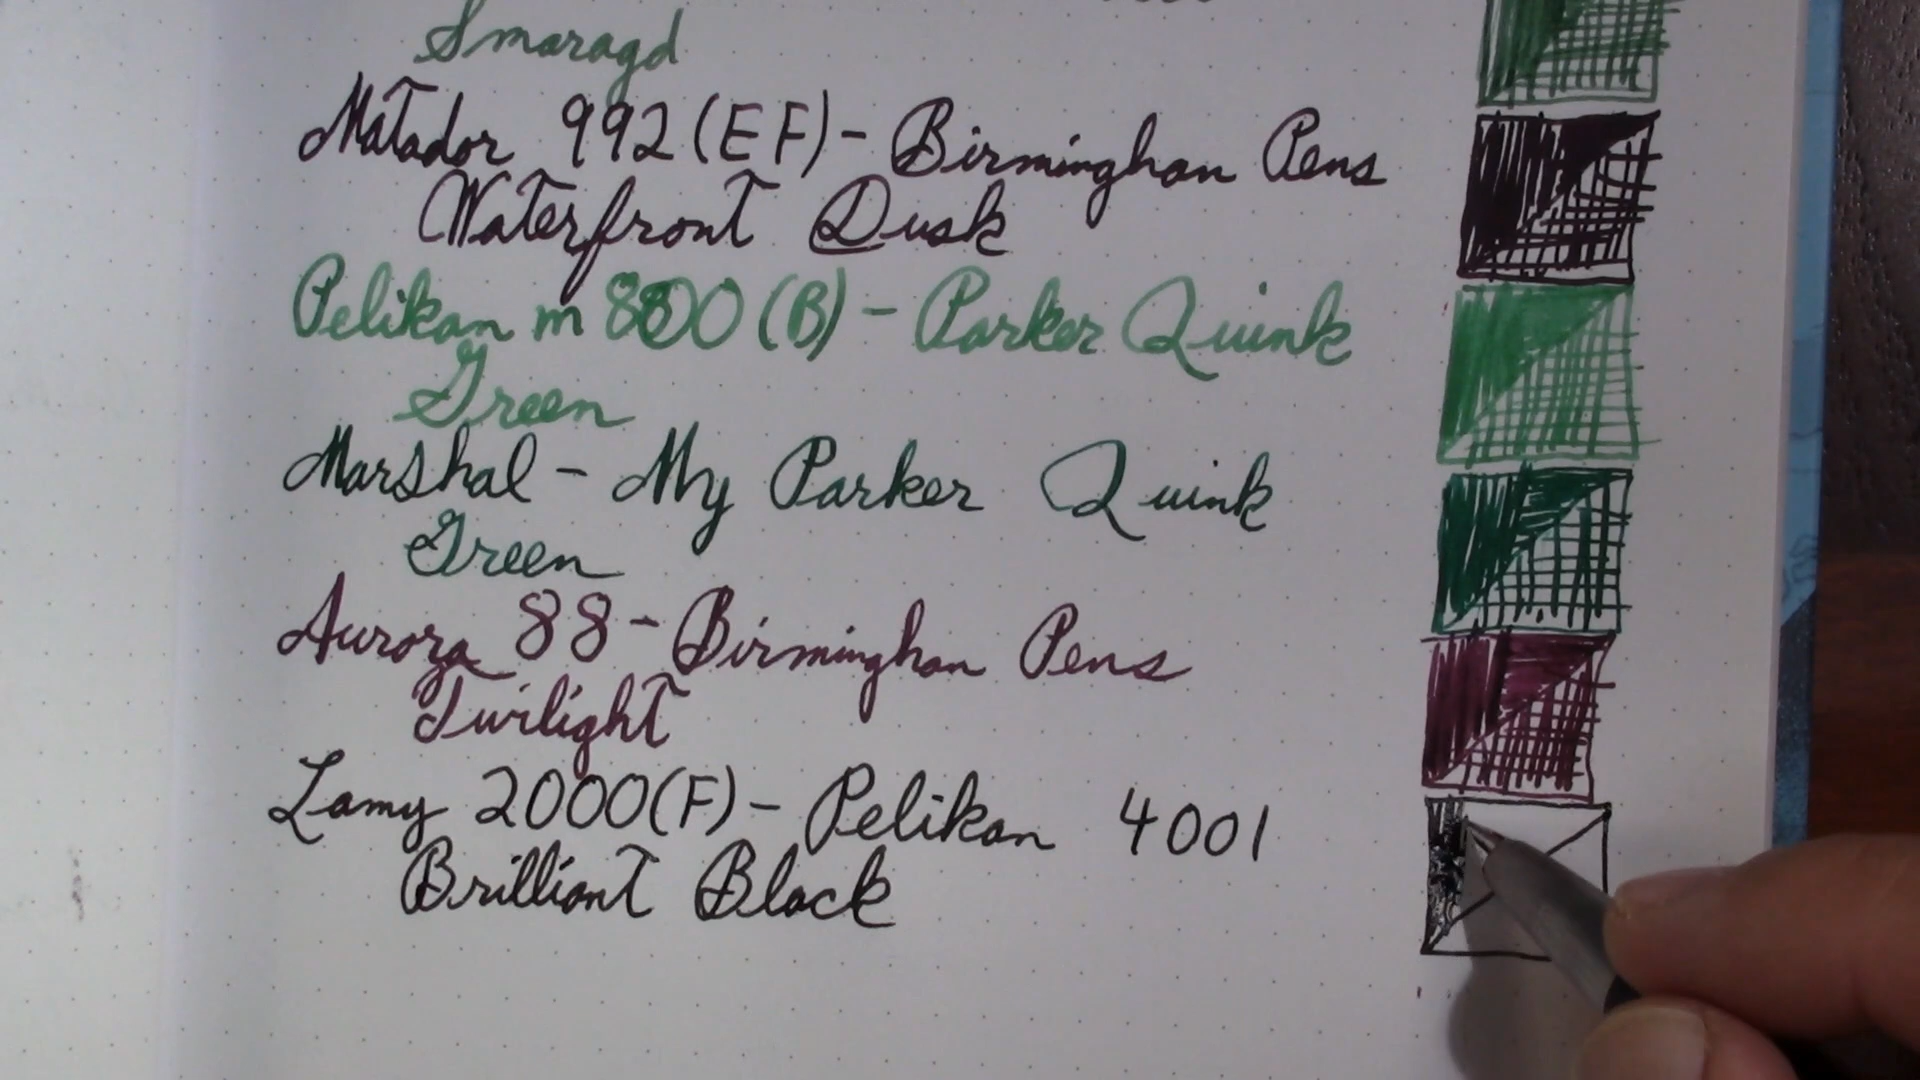 Smaragd
Matador 992 (EF) - Birmingham Pens
Waterfront Dusk
Pelikan m 800 (B) - Parker Quink
Green
Marshal - My Parker Quink
Green
Aurora 88 - Birmingham Pens
Twilight
Lamy 2000 (F) - Pelikan 4001
Brilliant Black